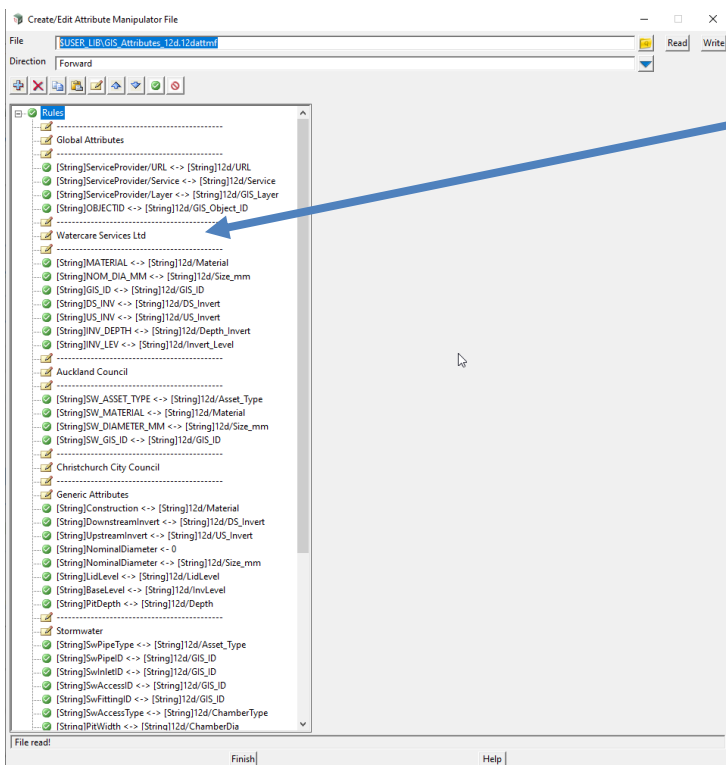 Create/Edit Attribute Manipulator File
File $USER_LIB\GIS_Attributes_12d.12dattmf Read Write
Direction Forward
Rules
------------------------------------------
Global Attributes
------------------------------------------
[String]ServiceProvider/URL <-> [String]12d/URL
[String]ServiceProvider/Service <-> [String]12d/Service
[String]ServiceProvider/Layer <-> [String]12d/GIS_Layer
[String]OBJECTID <-> [String]12d/GIS_Object_ID
------------------------------------------
Watercare Services Ltd
------------------------------------------
[String]MATERIAL <-> [String]12d/Material
[String]NOM_DIA_MM <-> [String]12d/Size_mm
[String]GIS_ID <-> [String]12d/GIS_ID
[String]DS_INV <-> [String]12d/DS_Invert
[String]US_INV <-> [String]12d/US_Invert
[String]INV_DEPTH <-> [String]12d/Depth_Invert
[String]INV_LEV <-> [String]12d/Invert_Level
------------------------------------------
Auckland Council
------------------------------------------
[String]SW_ASSET_TYPE <-> [String]12d/Asset_Type
[String]SW_MATERIAL <-> [String]12d/Material
[String]SW_DIAMETER_MM <-> [String]12d/Size_mm
[String]SW_GIS_ID <-> [String]12d/GIS_ID
------------------------------------------
Christchurch City Council
------------------------------------------
Generic Attributes
[String]Construction <-> [String]12d/Material
[String]DownstreamInvert <-> [String]12d/DS_Invert
[String]UpstreamInvert <-> [String]12d/US_Invert
[String]NominalDiameter <- 0
[String]NominalDiameter <-> [String]12d/Size_mm
[String]LidLevel <-> [String]12d/LidLevel
[String]BaseLevel <-> [String]12d/InvLevel
[String]PitDepth <-> [String]12d/Depth
------------------------------------------
Stormwater
[String]SwPipeType <-> [String]12d/Asset_Type
[String]SwPipeID <-> [String]12d/GIS_ID
[String]SwInletID <-> [String]12d/GIS_ID
[String]SwAccessID <-> [String]12d/GIS_ID
[String]SwFittingID <-> [String]12d/GIS_ID
[String]SwAccessType <-> [String]12d/ChamberType
[String]PitWidth <-> [String]12d/ChamberDia
File read!
Finish Help